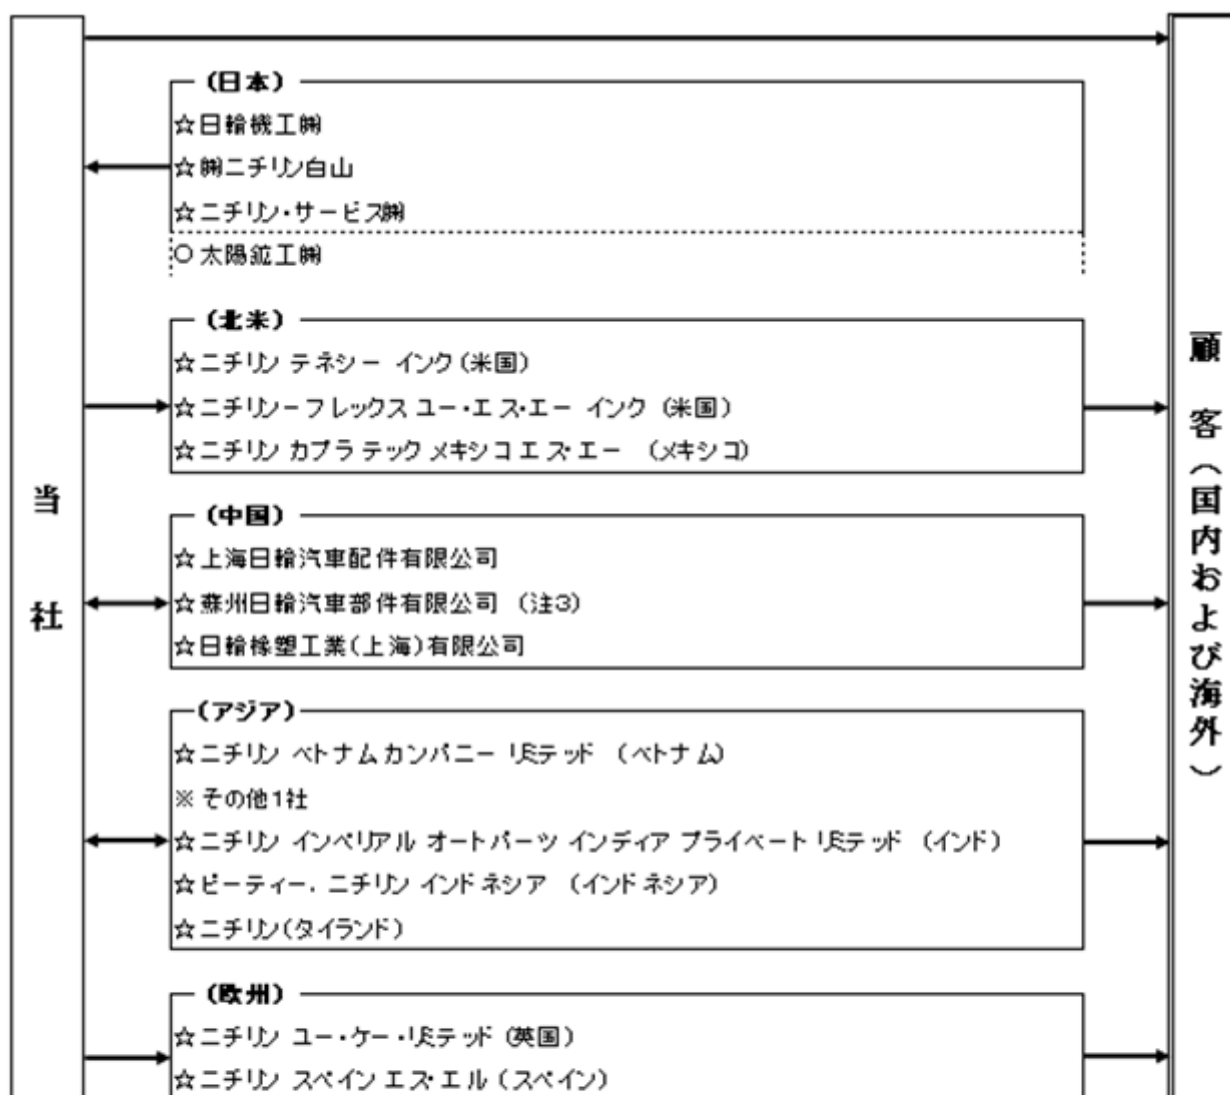 当社
（日本）
☆日輪機工㈱
☆㈱ニチリン白山
☆ニチリン・サービス㈱
○太陽鉱工㈱
（北米）
☆ニチリン テネシー インク（米国）
☆ニチリン－フレックス ユー・エス・エー インク （米国）
☆ニチリン カプラ テック メキシコ エス・エー （メキシコ）
（中国）
☆上海日輪汽車配件有限公司
☆蘇州日輪汽車部件有限公司 （注3）
☆日輪橡塑工業（上海）有限公司
（アジア）
☆ニチリン ベトナム カンパニー リミテッド （ベトナム）
※ その他1社
☆ニチリン インペリアル オートパーツ インディア プライベート リミテッド （インド）
☆ピーティー．ニチリン インドネシア （インドネシア）
☆ニチリン（タイランド）
（欧州）
☆ニチリン ユー・ケー・リミテッド（英国）
☆ニチリン スペイン エス・エル（スペイン）
顧客（国内および海外）